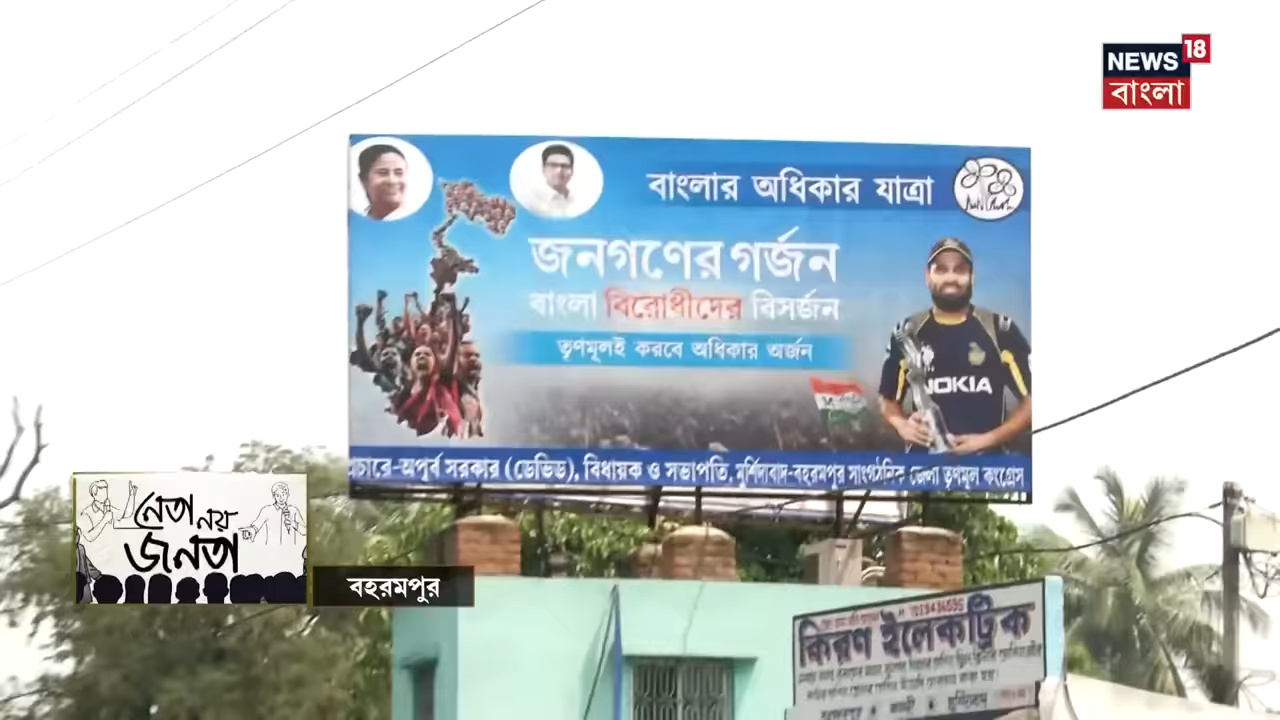 NEWS 18
বাংলা
বাংলার অধিকার যাত্রা
জনগণের গর্জন
বাংলা বিরোধীদের বিসর্জন
তৃণমূলই করবে অধিকার অর্জন
NOKIA
প্রচারে-অপূর্ব সরকার (ডেভিড), বিধায়ক ও সভাপতি, মুর্শিদাবাদ-বহরমপুর সাংগঠনিক জেলা তৃণমূল কংগ্রেস
নেতা নয়
জনতা
বহরমপুর
কিরণ ইলেকট্রিক